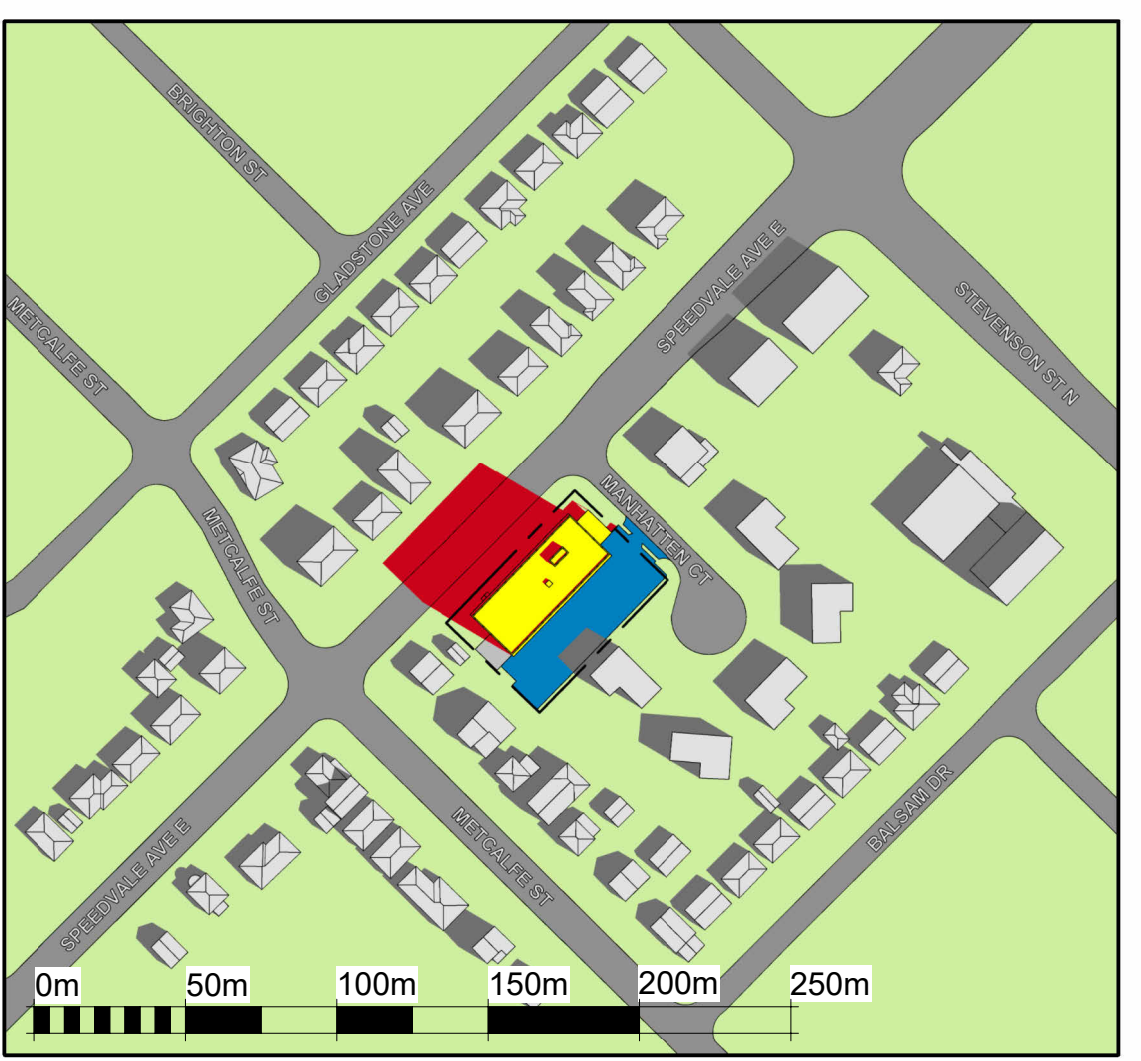 BRIGHTON ST
GLADSTONE AVE
METCALFE ST
SPEEDVALE AVE E
STEVENSON ST N
METCALFE ST
MANHATTEN CT
SPEEDVALE AVE E
METCALFE ST
BALSAM DR
0m 50m 100m 150m 200m 250m